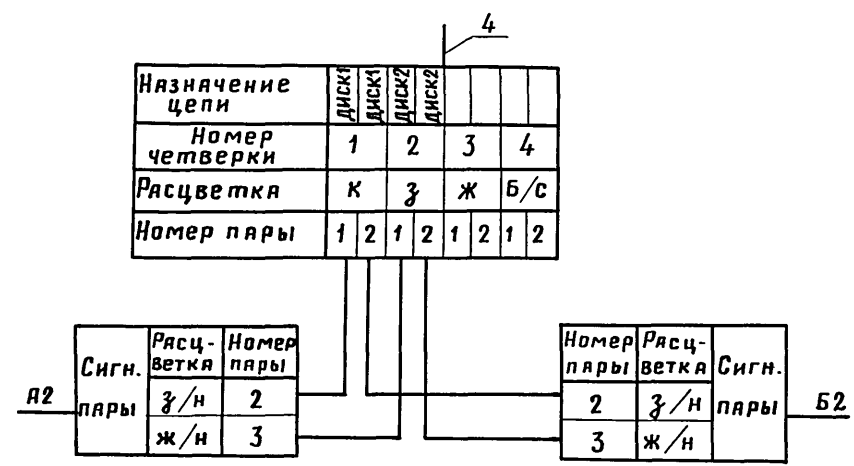 4
Назначение цепи диск1 диск1 диск2 диск2
Номер четверки 1 2 3 4
Расцветка К З Ж Б/С
Номер пары 1 2 1 2 1 2 1 2
А2
Сигн. пары
Расц-ветка Номер пары
З/Н 2
Ж/Н 3
Номер пары Расц-ветка
2 З/Н
3 Ж/Н
Сигн. пары
Б2